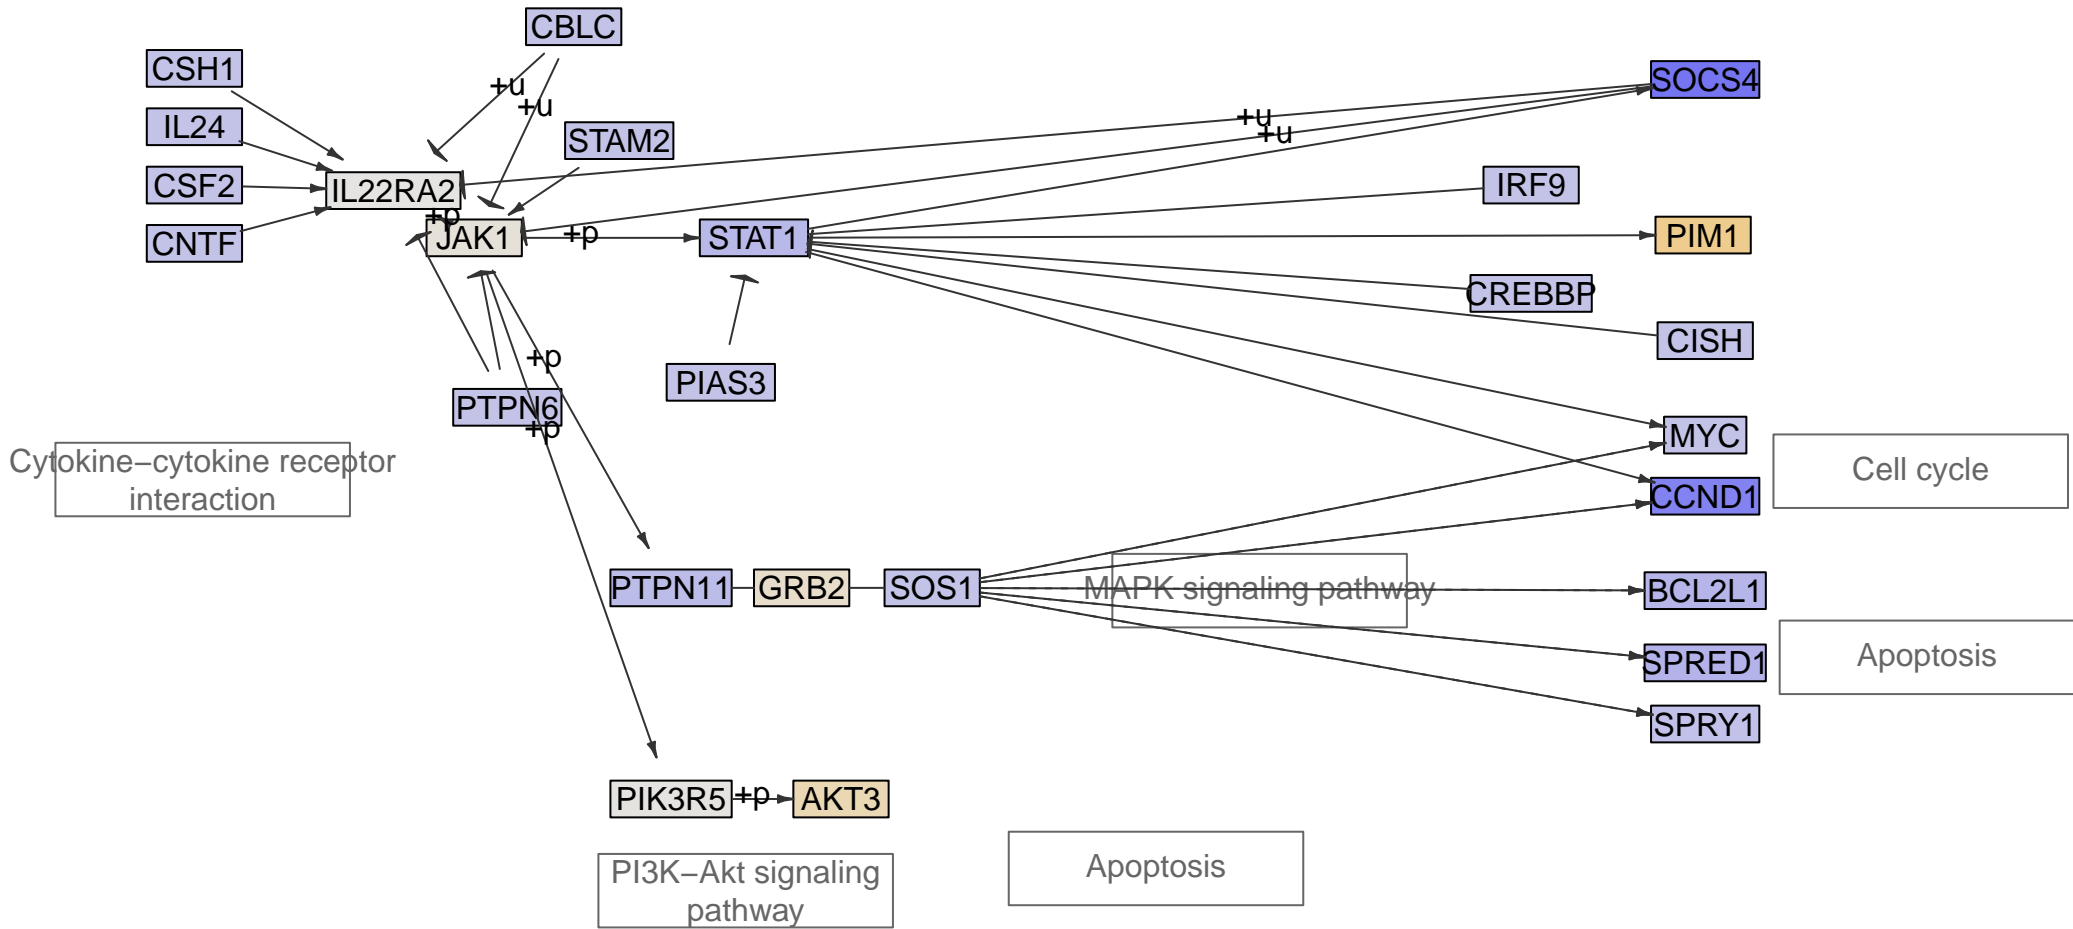 CBLC
CSH1
SOCS4
+u
+u
+u
+u
IL24
STAM2
CSF2
IL22RA2
IRF9
+p
CNTF
JAK1
+p
STAT1
PIM1
CREBBP
CISH
+p
PIAS3
PTPN6
+p
MYC
Cytokine–cytokine receptor
interaction
Cell cycle
CCND1
PTPN11
GRB2
SOS1
MAPK signaling pathway
BCL2L1
SPRED1
Apoptosis
SPRY1
PIK3R5
+p
AKT3
Apoptosis
PI3K–Akt signaling
pathway